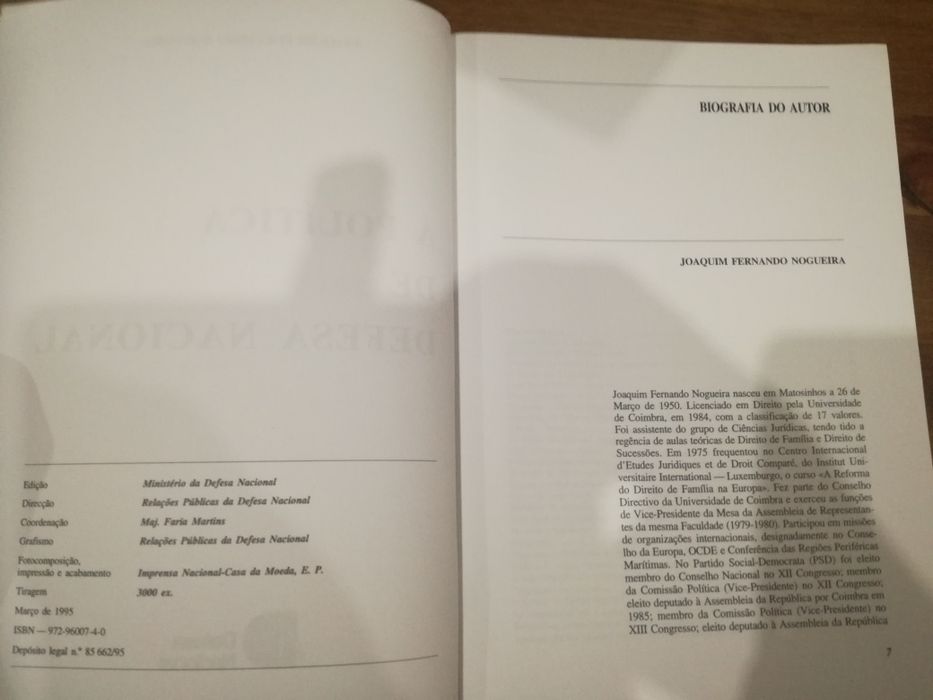 Edição Ministério da Defesa Nacional
Direcção Relações Públicas da Defesa Nacional
Coordenação Maj. Faria Martins
Grafismo Relações Públicas da Defesa Nacional
Fotocomposição,
impressão e acabamento Imprensa Nacional-Casa da Moeda, E. P.
Tiragem 3000 ex.
Março de 1995
ISBN — 972-96007-4-0
Depósito legal n.º 85 662/95
BIOGRAFIA DO AUTOR
JOAQUIM FERNANDO NOGUEIRA
Joaquim Fernando Nogueira nasceu em Matosinhos a 26 de
Março de 1950. Licenciado em Direito pela Universidade
de Coimbra, em 1984, com a classificação de 17 valores.
Foi assistente do grupo de Ciências Jurídicas, tendo tido a
regência de aulas teóricas de Direito de Família e Direito de
Sucessões. Em 1975 frequentou no Centro Internacional
d'Etudes Juridiques et de Droit Comparé, do Institut Uni-
versitaire International — Luxemburgo, o curso «A Reforma
do Direito de Família na Europa». Fez parte do Conselho
Directivo da Universidade de Coimbra e exerceu as funções
de Vice-Presidente da Mesa da Assembleia de Representan-
tes da mesma Faculdade (1979-1980). Participou em missões
de organizações internacionais, designadamente no Conse-
lho da Europa, OCDE e Conferência das Regiões Periféricas
Marítimas. No Partido Social-Democrata (PSD) foi eleito
membro do Conselho Nacional no XII Congresso; membro
da Comissão Política (Vice-Presidente) no XII Congresso;
eleito deputado à Assembleia da República por Coimbra em
1985; membro da Comissão Política (Vice-Presidente) no
XIII Congresso; eleito deputado à Assembleia da República
7